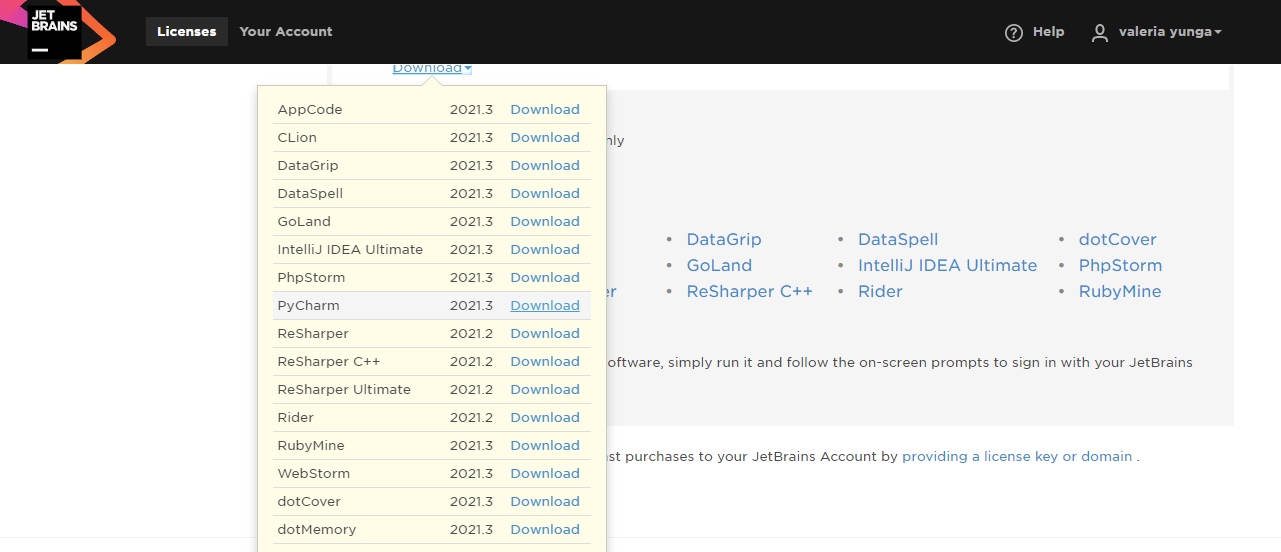 JET
BRAINS
Licenses
Your Account
Help
valeria yunga
Download
AppCode 2021.3 Download
CLion 2021.3 Download
DataGrip 2021.3 Download
DataSpell 2021.3 Download
GoLand 2021.3 Download
IntelliJ IDEA Ultimate 2021.3 Download
PhpStorm 2021.3 Download
PyCharm 2021.3 Download
ReSharper 2021.2 Download
ReSharper C++ 2021.2 Download
ReSharper Ultimate 2021.2 Download
Rider 2021.2 Download
RubyMine 2021.3 Download
WebStorm 2021.3 Download
dotCover 2021.3 Download
dotMemory 2021.3 Download
• DataGrip • DataSpell • dotCover
• GoLand • IntelliJ IDEA Ultimate • PhpStorm
• ReSharper C++ • Rider • RubyMine
simply run it and follow the on-screen prompts to sign in with your JetBrains
purchases to your JetBrains Account by providing a license key or domain .